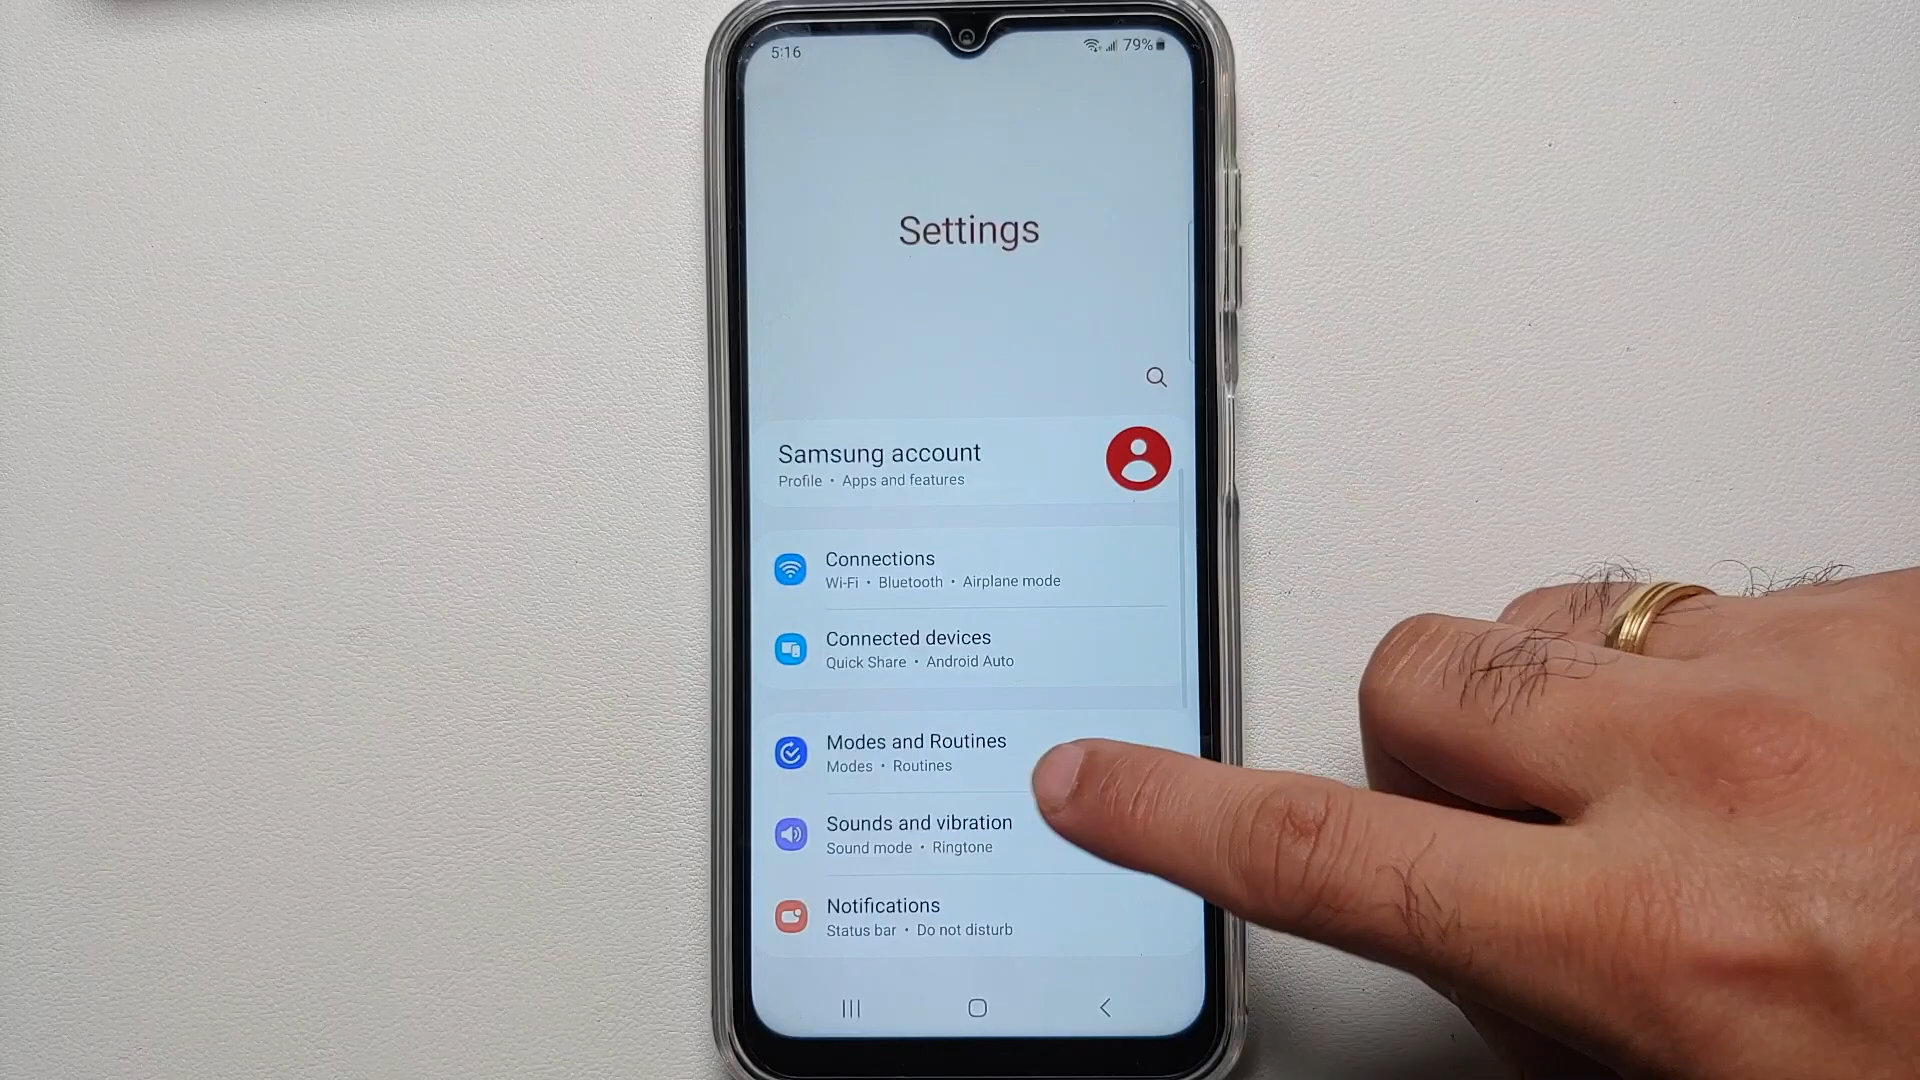 5:16
79%
Settings
Samsung account
Profile • Apps and features
Connections
Wi-Fi • Bluetooth • Airplane mode
Connected devices
Quick Share • Android Auto
Modes and Routines
Modes • Routines
Sounds and vibration
Sound mode • Ringtone
Notifications
Status bar • Do not disturb